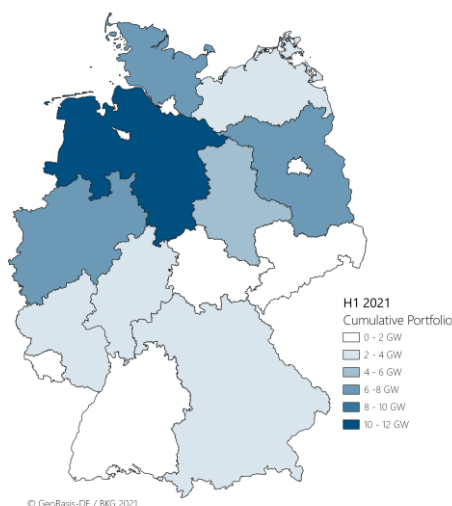 H1 2021
Cumulative Portfolio
0 - 2 GW
2 - 4 GW
4 - 6 GW
6 -8 GW
8 - 10 GW
10 - 12 GW
© GeoBasis-DE / BKG 2021